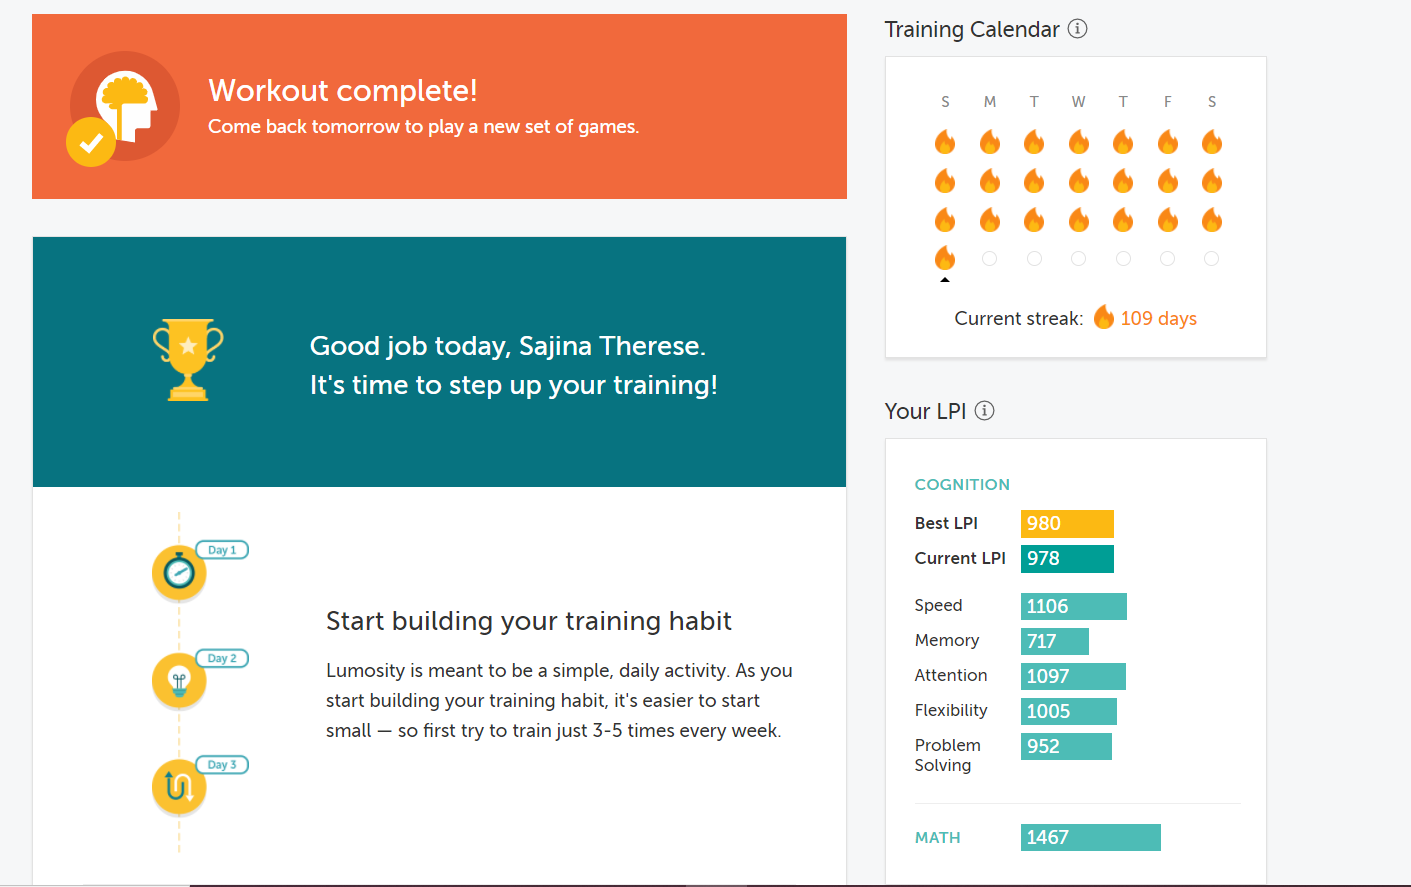 Workout complete!
Come back tomorrow to play a new set of games.
Good job today, Sajina Therese.
It's time to step up your training!
Day 1
Day 2
Day 3
Start building your training habit
Lumosity is meant to be a simple, daily activity. As you
start building your training habit, it's easier to start
small — so first try to train just 3-5 times every week.
Training Calendar i
S M T W T F S
Current streak: 109 days
Your LPI i
COGNITION
Best LPI 980
Current LPI 978
Speed 1106
Memory 717
Attention 1097
Flexibility 1005
Problem 952
Solving
MATH 1467